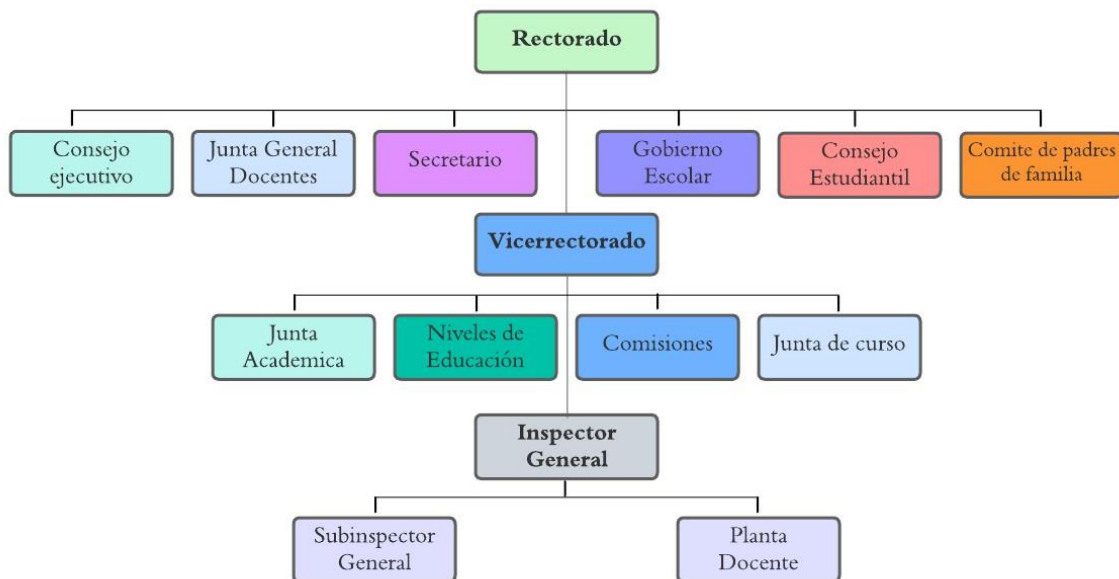 Rectorado
Consejo
ejecutivo
Junta General
Docentes
Secretario
Gobierno
Escolar
Consejo
Estudiantil
Comite de padres
de familia
Vicerrectorado
Junta
Academica
Niveles de
Educación
Comisiones
Junta de curso
Inspector
General
Subinspector
General
Planta
Docente